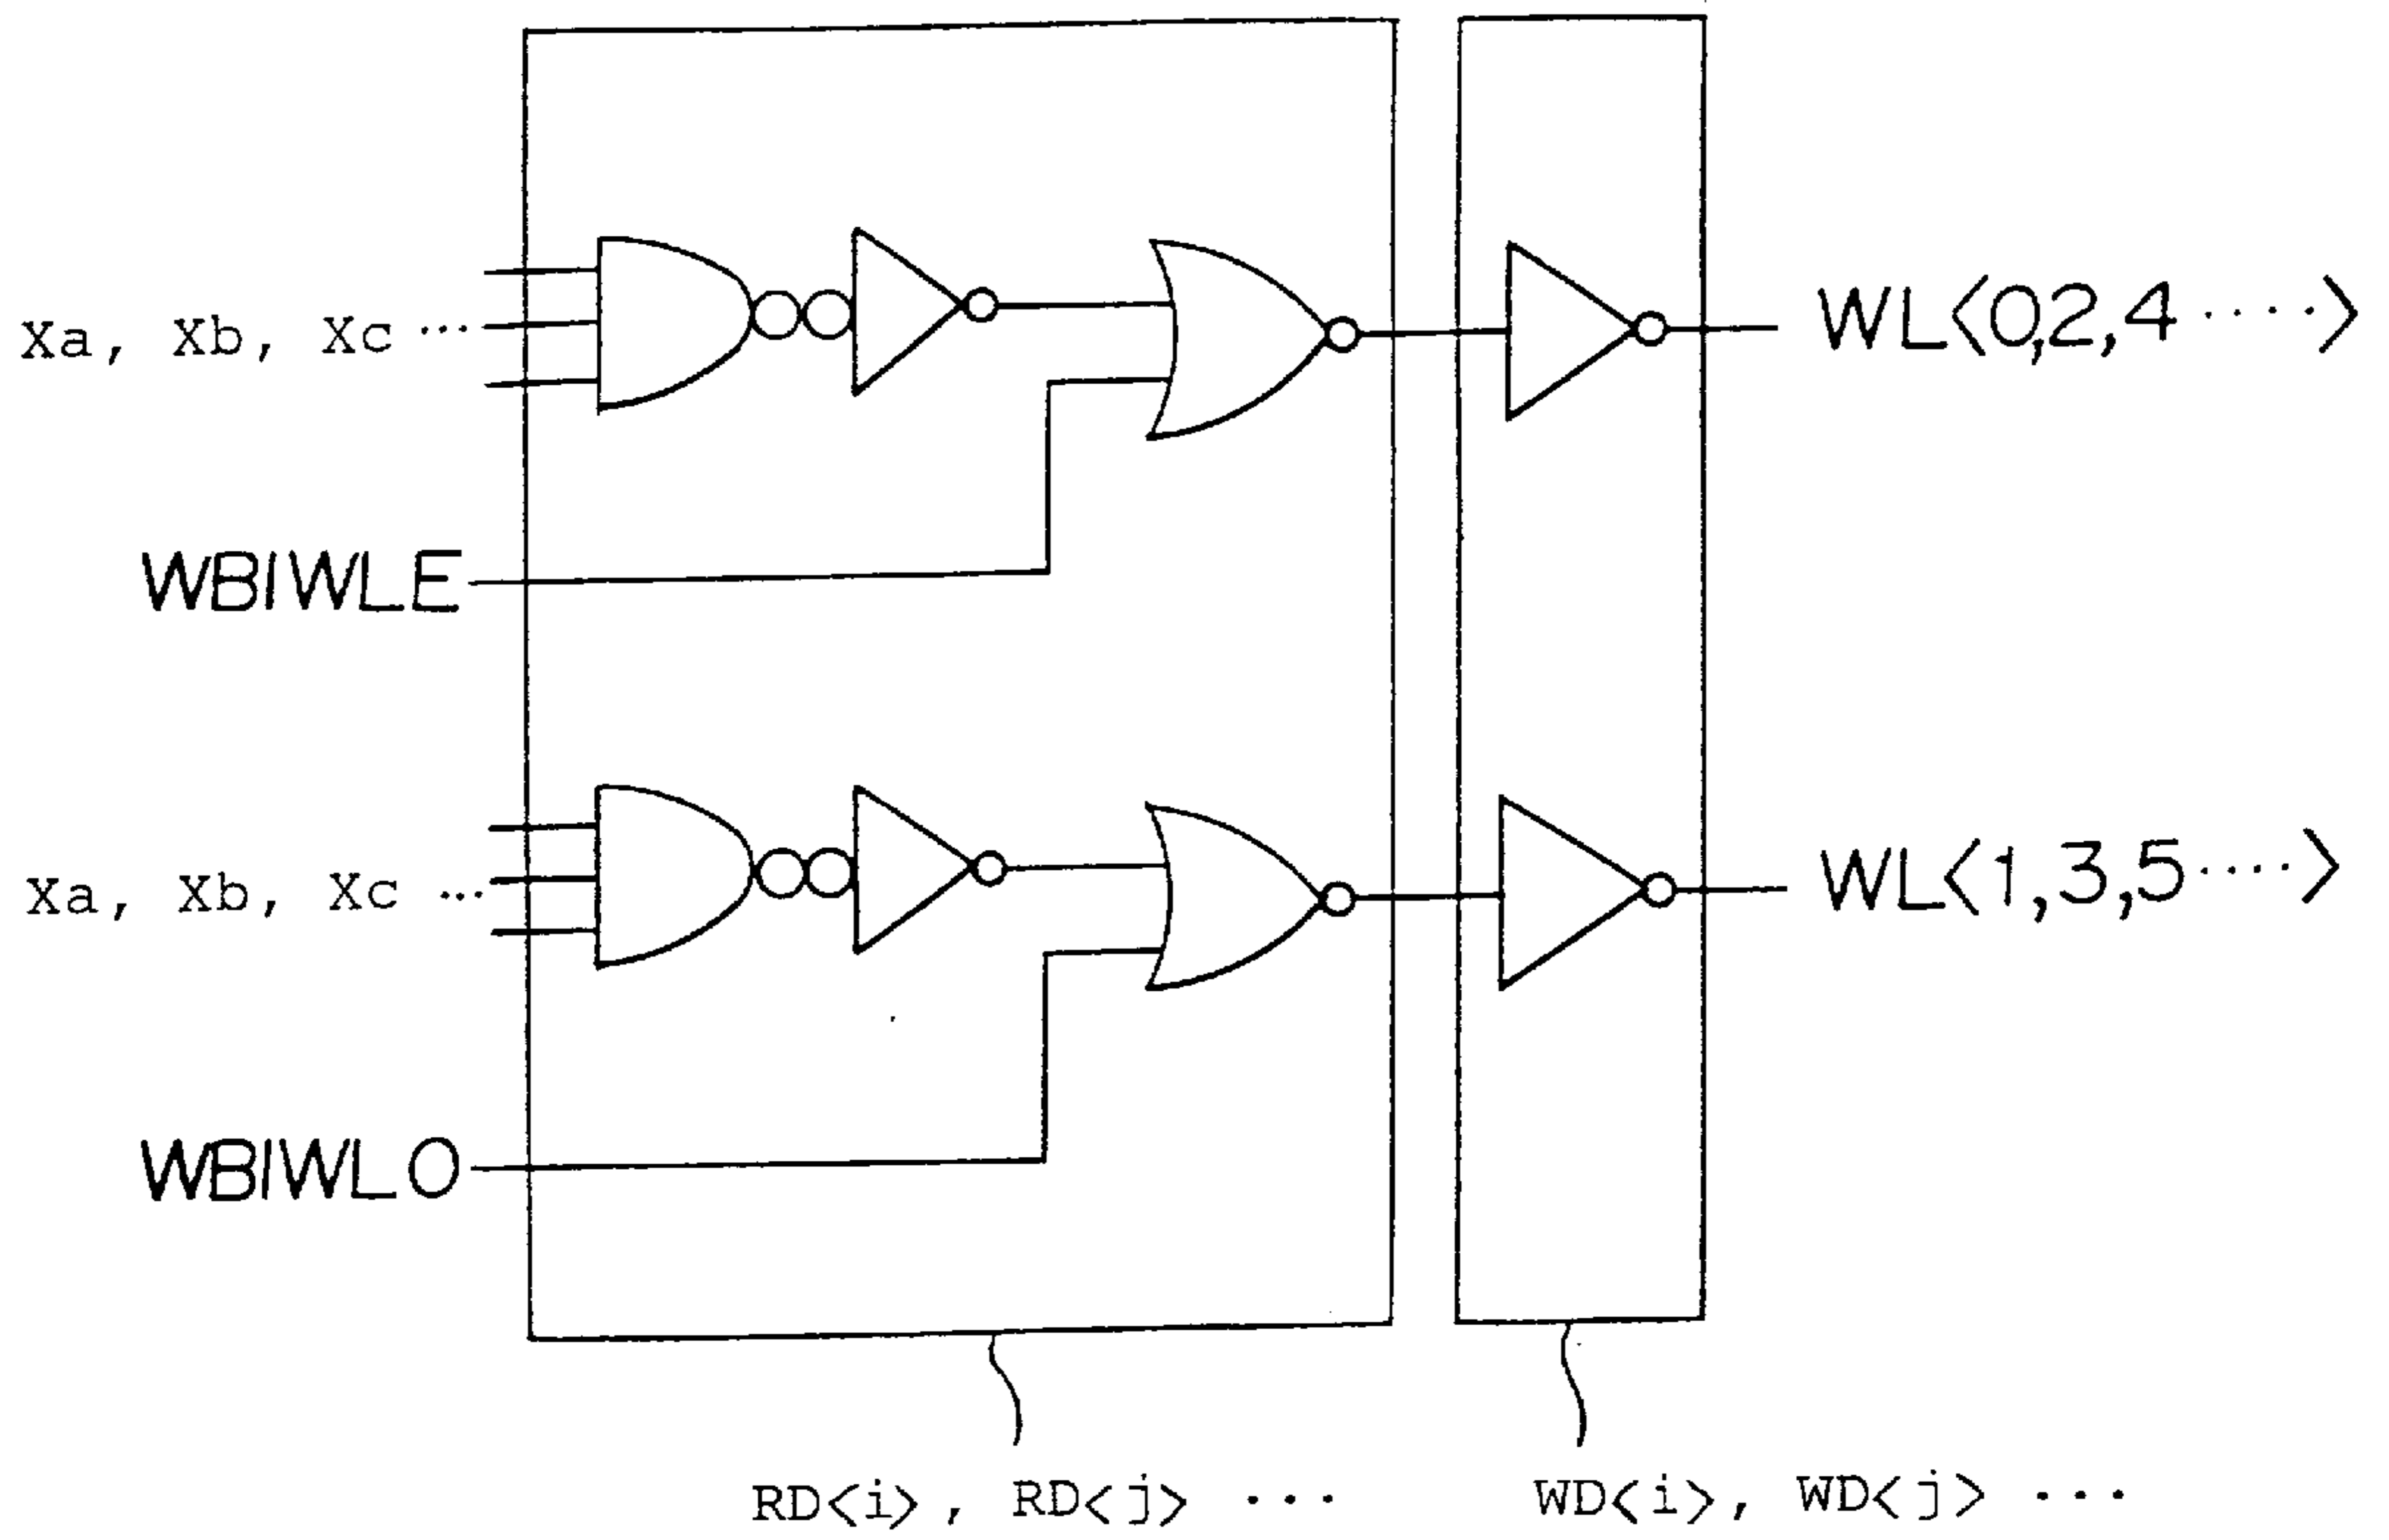 Xa, Xb, Xc ...
WL<0,2,4 ·····>
WBIWLE
Xa, Xb, Xc ...
WL<1,3,5 ·····>
WBIWLO
RD<i>, RD<j> ···
WD<i>, WD<j> ···